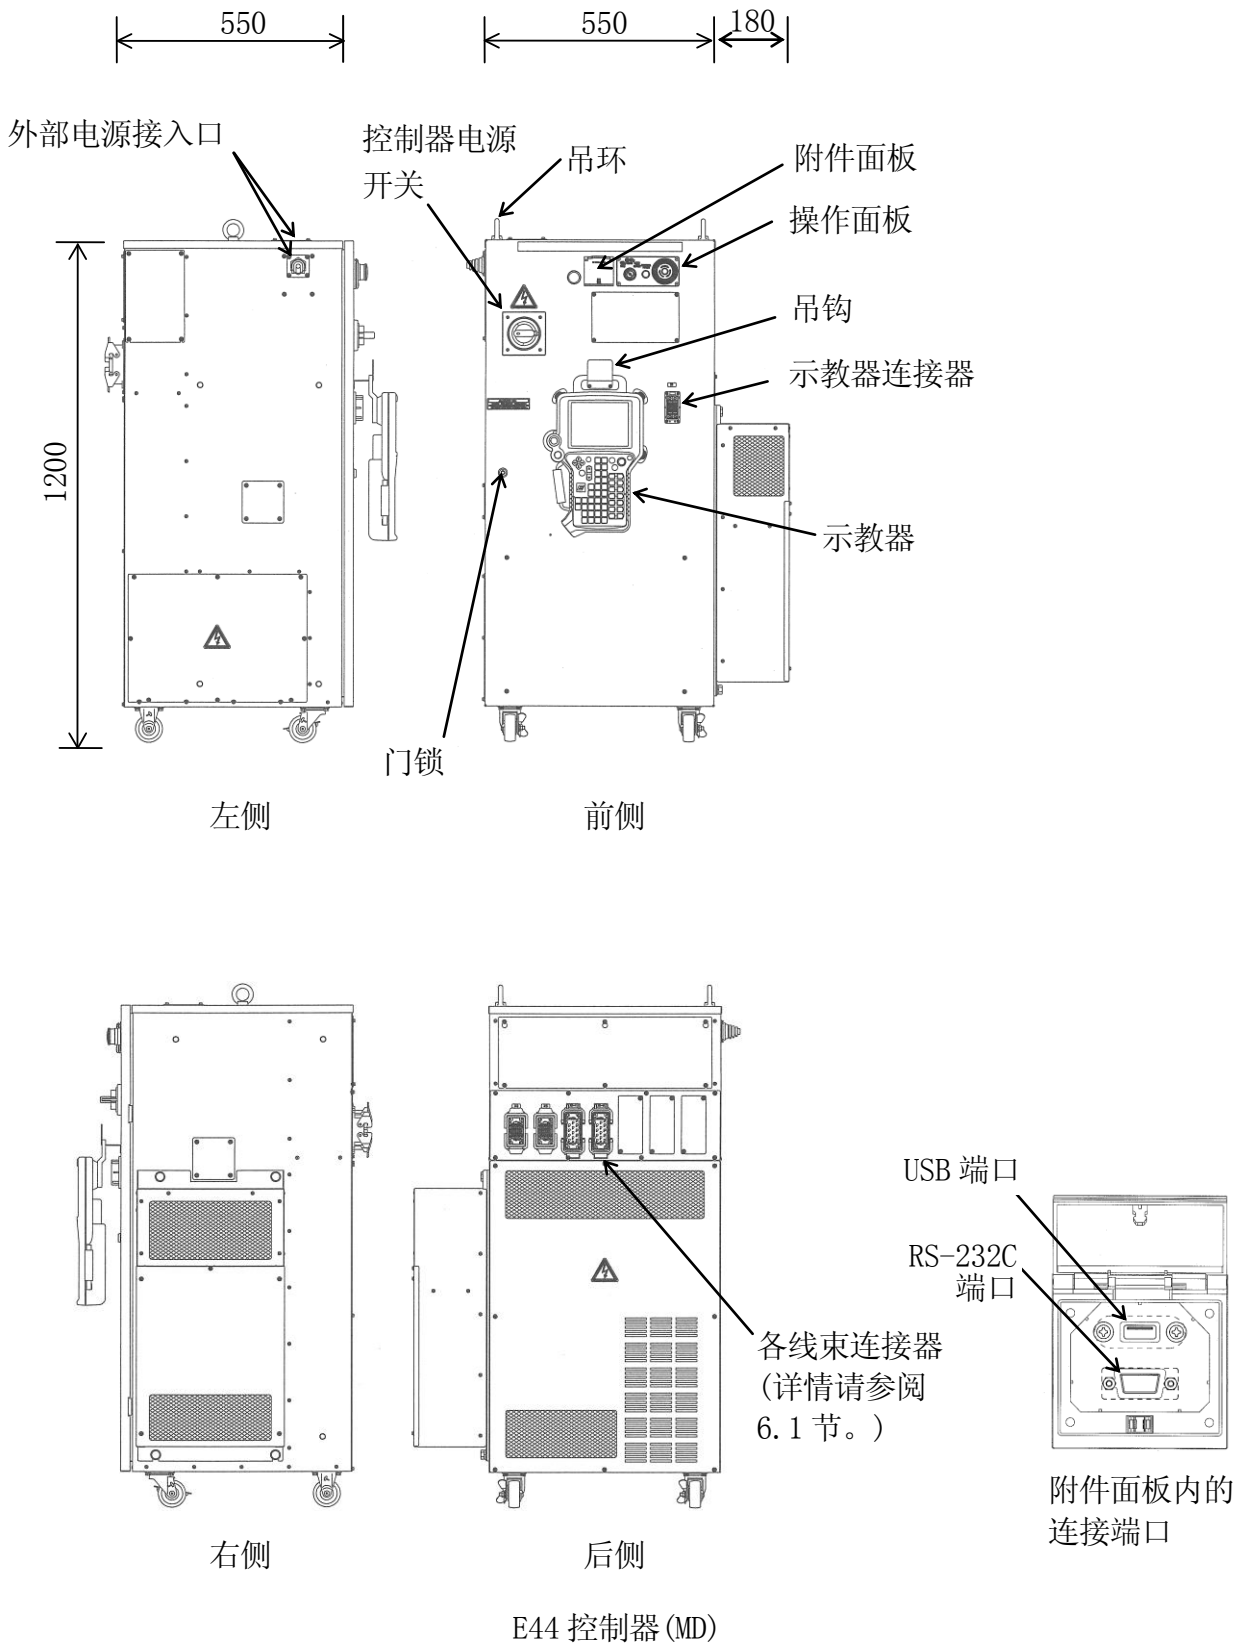 550
550
180
外部电源接入口
控制器电源
开关
吊环
附件面板
操作面板
吊钩
示教器连接器
1200
示教器
门锁
左侧
前侧
USB 端口
RS-232C
端口
各线束连接器
(详情请参阅
6.1 节。)
附件面板内的
连接端口
右侧
后侧
E44 控制器(MD)